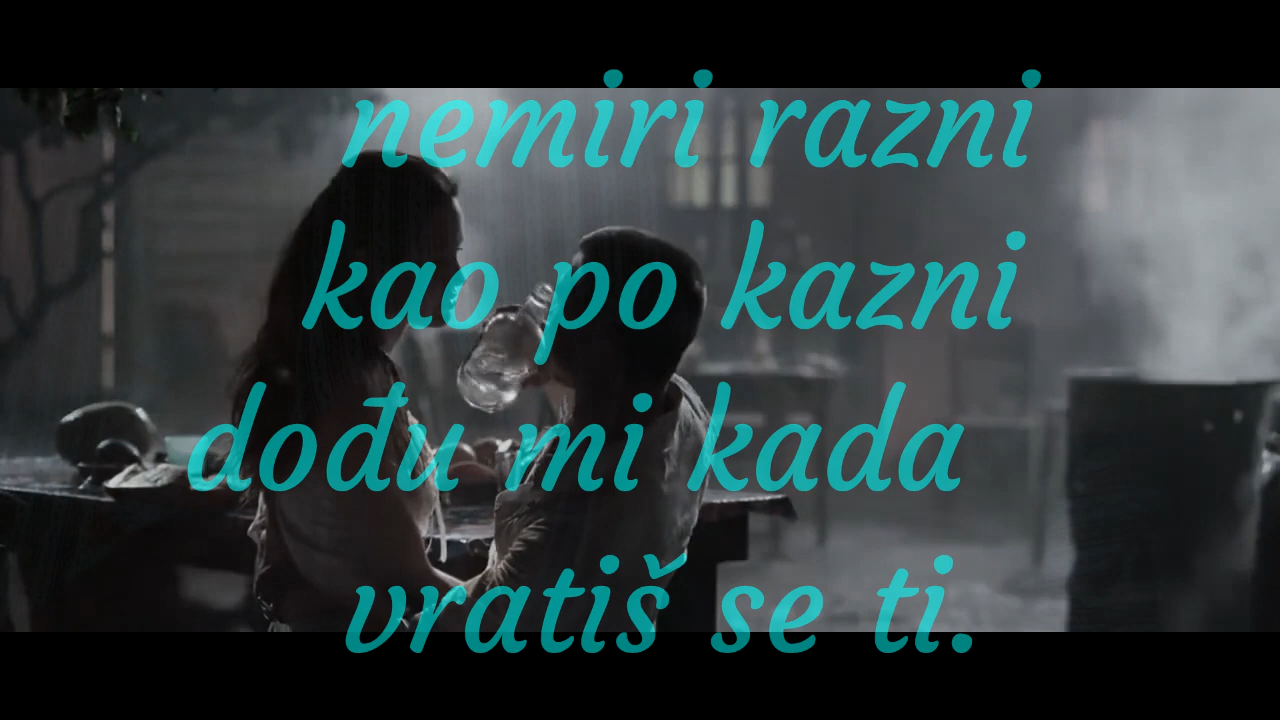 nemiri razni
kao po kazni
dođu mi kada
vratiš se ti.